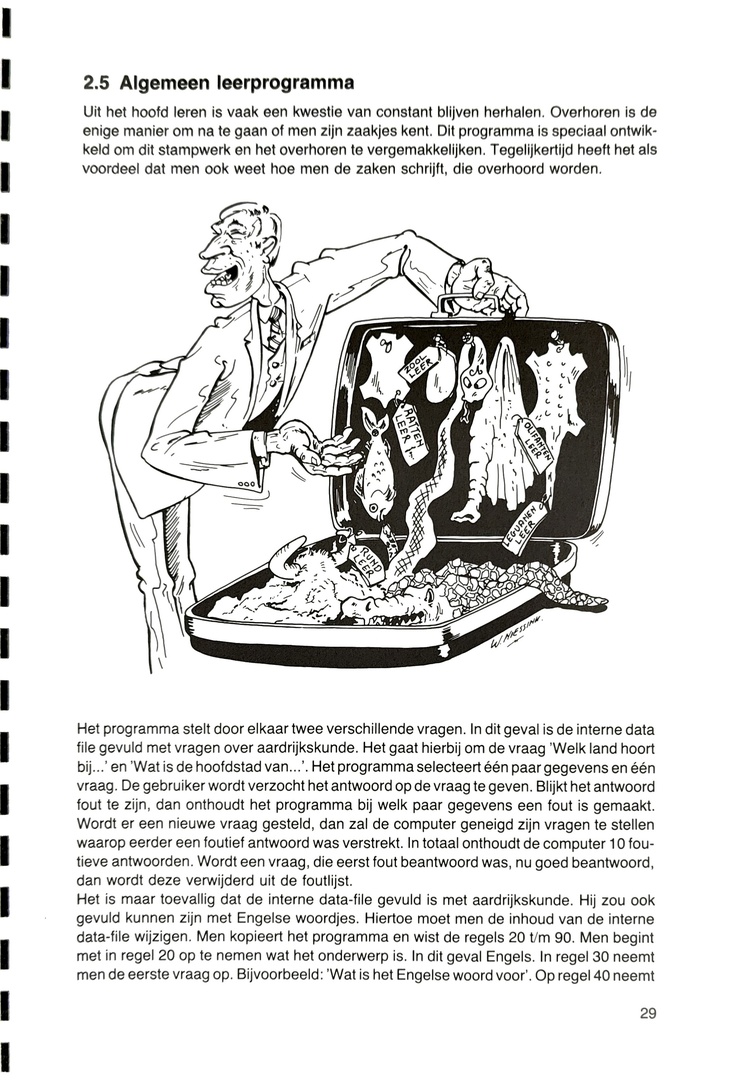 2.5 Algemeen leerprogramma
Uit het hoofd leren is vaak een kwestie van constant blijven herhalen. Overhoren is de
enige manier om na te gaan of men zijn zaakjes kent. Dit programma is speciaal ontwik-
keld om dit stampwerk en het overhoren te vergemakkelijken. Tegelijkertijd heeft het als
voordeel dat men ook weet hoe men de zaken schrijft, die overhoord worden.
ZOOL
LEER
RATTEN
LEER
OLIFANTEN
LEER
LEGUANEN
LEER
RUND
LEER
W. NIESSINK
Het programma stelt door elkaar twee verschillende vragen. In dit geval is de interne data
file gevuld met vragen over aardrijkskunde. Het gaat hierbij om de vraag 'Welk land hoort
bij...' en 'Wat is de hoofdstad van...'. Het programma selecteert één paar gegevens en één
vraag. De gebruiker wordt verzocht het antwoord op de vraag te geven. Blijkt het antwoord
fout te zijn, dan onthoudt het programma bij welk paar gegevens een fout is gemaakt.
Wordt er een nieuwe vraag gesteld, dan zal de computer geneigd zijn vragen te stellen
waarop eerder een foutief antwoord was verstrekt. In totaal onthoudt de computer 10 fou-
tieve antwoorden. Wordt een vraag, die eerst fout beantwoord was, nu goed beantwoord,
dan wordt deze verwijderd uit de foutlijst.
Het is maar toevallig dat de interne data-file gevuld is met aardrijkskunde. Hij zou ook
gevuld kunnen zijn met Engelse woordjes. Hiertoe moet men de inhoud van de interne
data-file wijzigen. Men kopieert het programma en wist de regels 20 t/m 90. Men begint
met in regel 20 op te nemen wat het onderwerp is. In dit geval Engels. In regel 30 neemt
men de eerste vraag op. Bijvoorbeeld: 'Wat is het Engelse woord voor'. Op regel 40 neemt
29